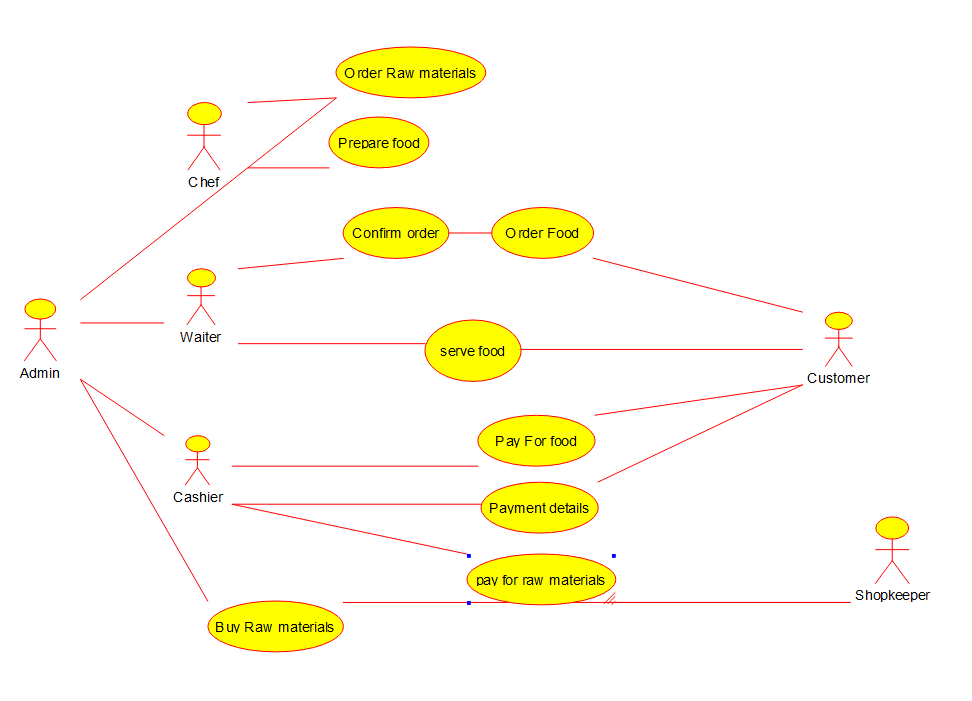 Order Raw materials
Prepare food
Chef
Confirm order
Order Food
Waiter
serve food
Admin
Customer
Pay For food
Cashier
Payment details
pay for raw materials
Shopkeeper
Buy Raw materials